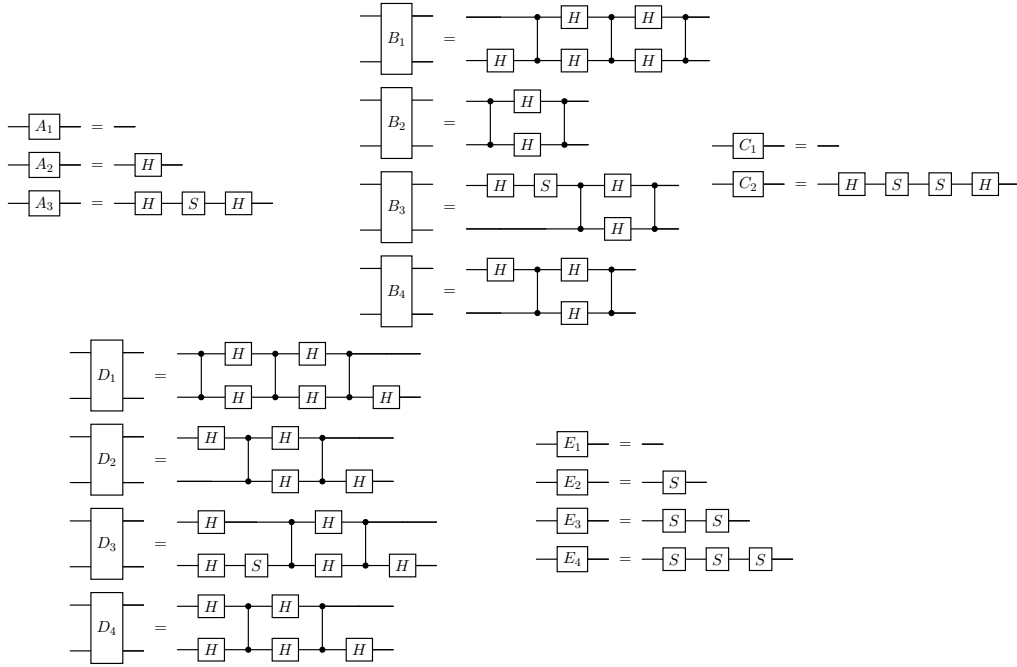 B₁ = H H H H H
A₁ =
A₂ = H
A₃ = H S H
B₂ = H H
B₃ = H S H H
B₄ = H H H
C₁ =
C₂ = H S S H
D₁ = H H H H H
D₂ = H H H H
D₃ = H H H S H H
D₄ = H H H H H
E₁ =
E₂ = S
E₃ = S S
E₄ = S S S